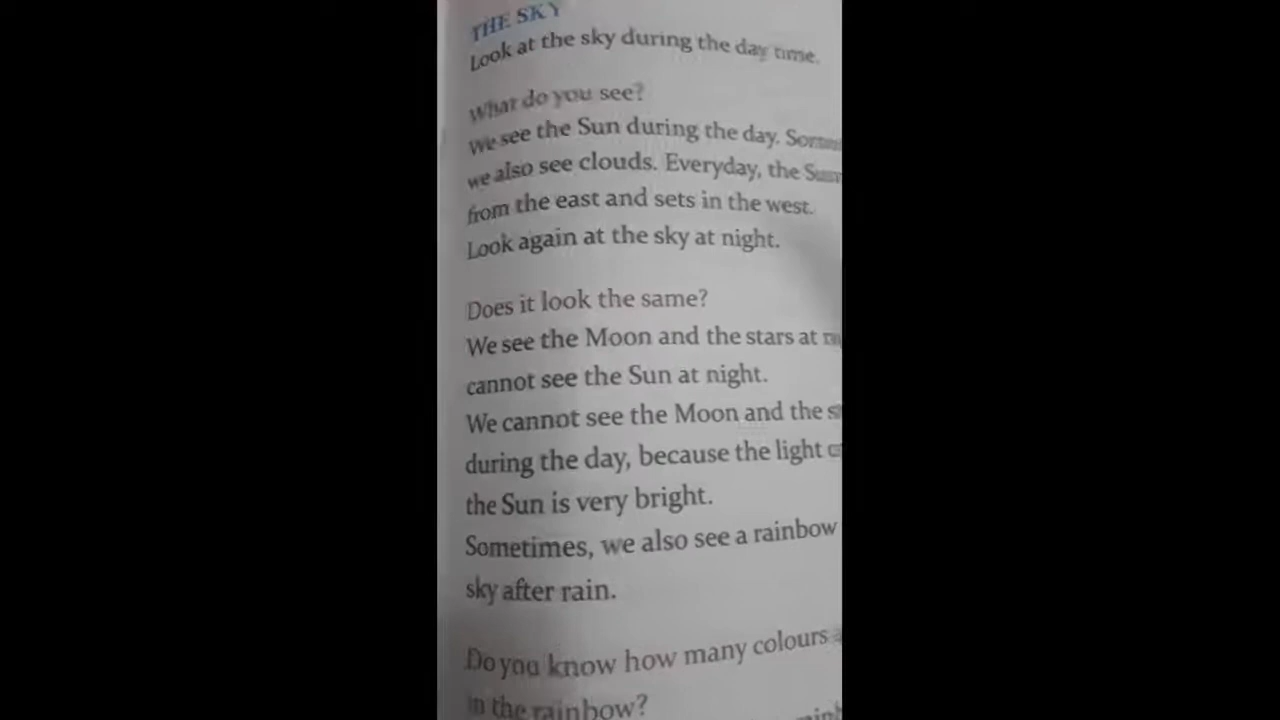 THE SKY
Look at the sky during the day time.
What do you see?
We see the Sun during the day.
we also see clouds. Everyday, the
from the east and sets in the west.
Look again at the sky at night.
Does it look the same?
We see the Moon and the stars at
cannot see the Sun at night.
We cannot see the Moon and the
during the day, because the light
the Sun is very bright.
Sometimes, we also see a rainbow
sky after rain.
Do you know how many colours
in the rainbow?